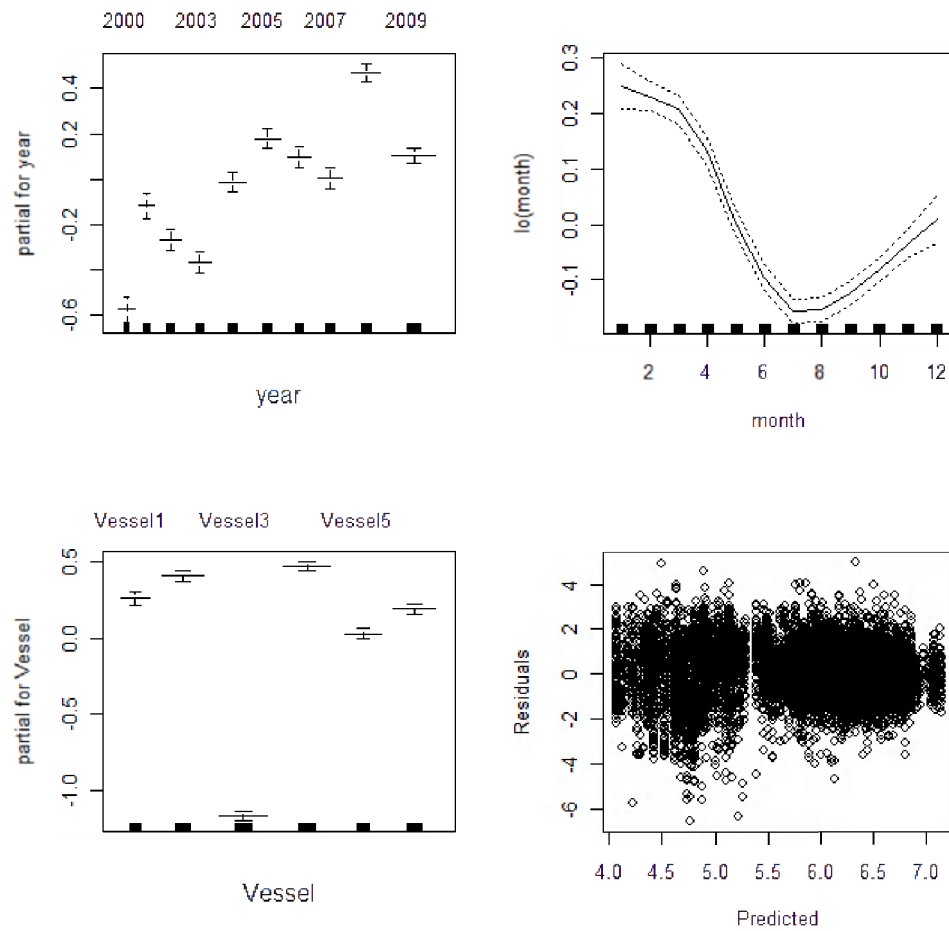 2000 2003 2005 2007 2009
0.4
0.2
-0.2
-0.6
partial for year
year
0.3
0.2
0.0
-0.1
lo(month)
2 4 6 8 10 12
month
Vessel1 Vessel3 Vessel5
0.5
0.0
-0.5
-1.0
partial for Vessel
Vessel
4
2
0
-2
-4
-6
Residuals
4.0 4.5 5.0 5.5 6.0 6.5 7.0
Predicted